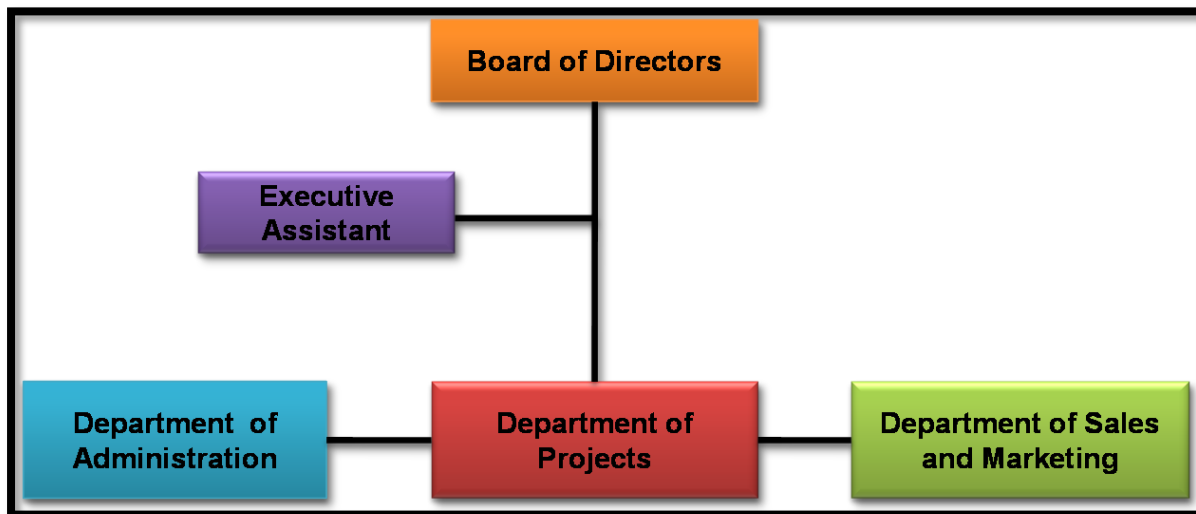 Board of Directors
Executive
Assistant
Department of
Administration
Department of
Projects
Department of Sales
and Marketing